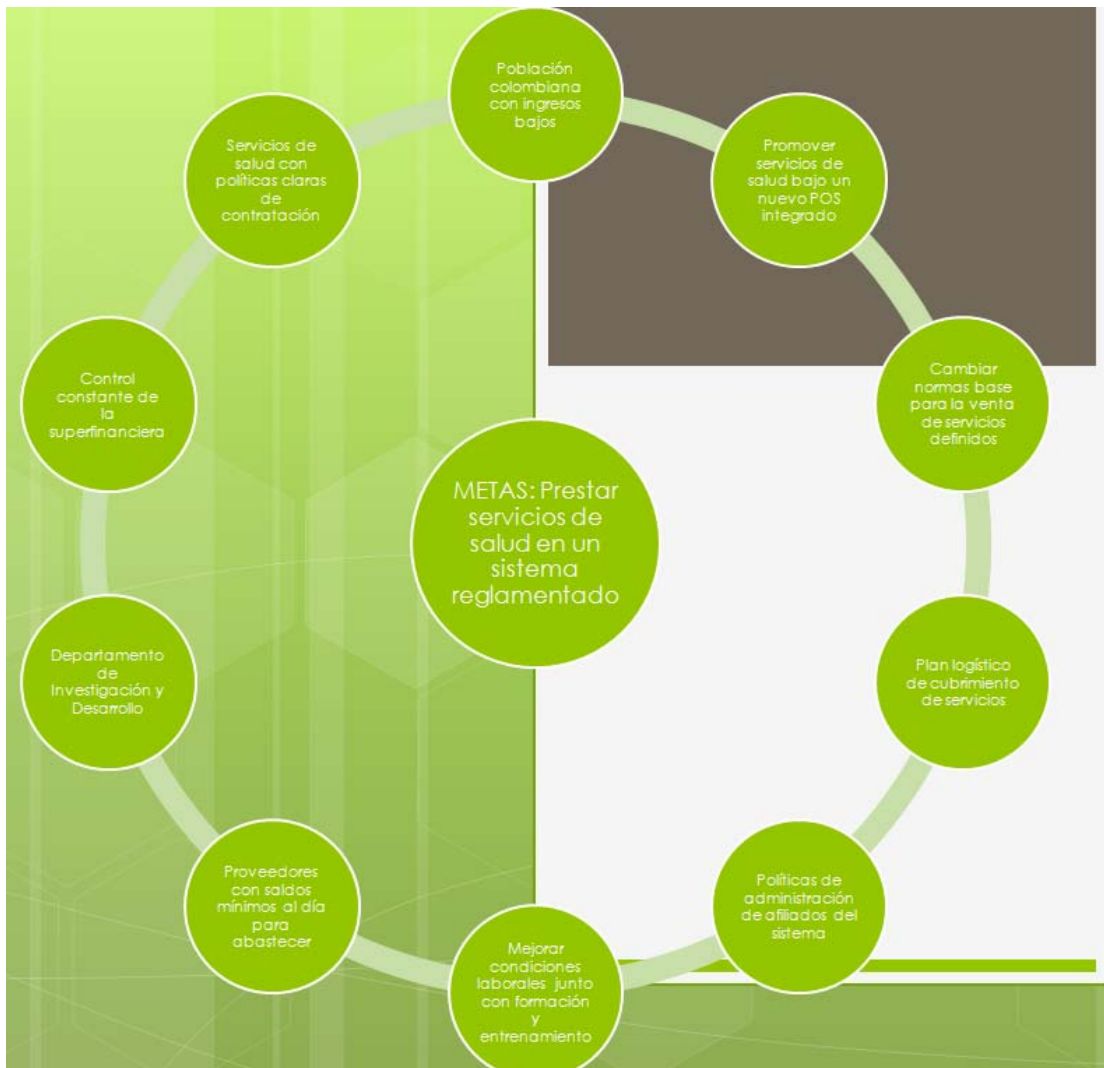 Población
colombiana
con ingresos
bajos
Promover
servicios de
salud bajo un
nuevo POS
integrado
Cambiar
normas base
para la venta
de servicios
definidos
Plan logístico
de cubrimiento
de servicios
Políticas de
administración
de afiliados del
sistema
Mejorar
condiciones
laborales junto
con formación
y
entrenamiento
Proveedores
con saldos
mínimos al día
para
abastecer
Departamento
de
Investigación y
Desarrollo
Control
constante de
la
superfinanciera
Servicios de
salud con
políticas claras
de
contratación
METAS: Prestar
servicios de
salud en un
sistema
reglamentado